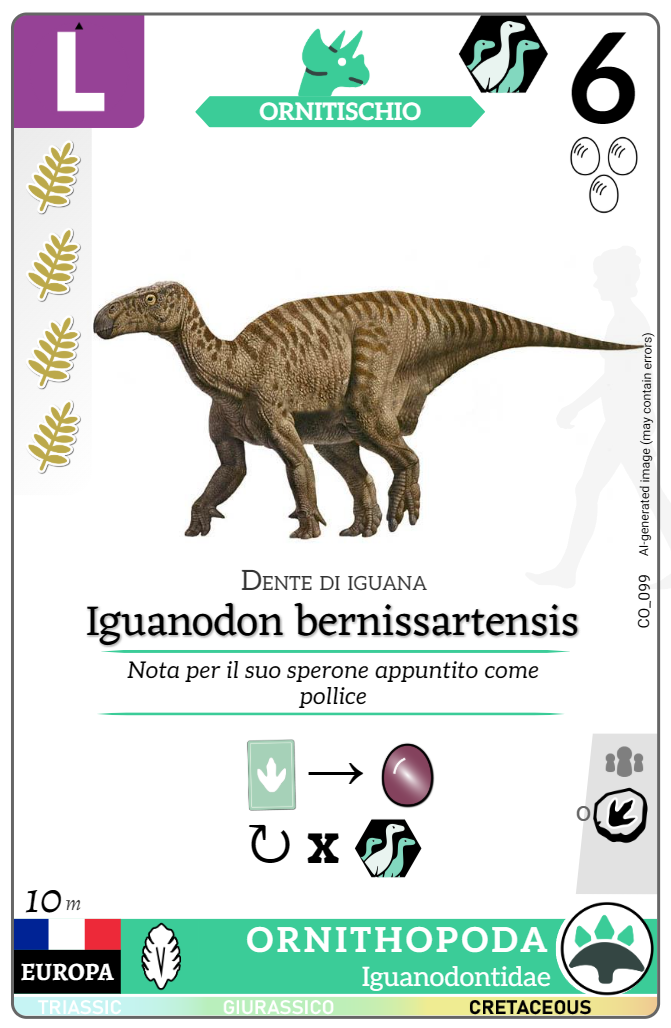 L
ORNITISCHIO
6
AI-generated image (may contain errors)
CO_099
DENTE DI IGUANA
Iguanodon bernissartensis
Nota per il suo sperone appuntito come
pollice
x
O
10 m
EUROPA
ORNITHOPODA
Iguanodontidae
TRIASSIC GIURASSICO CRETACEOUS